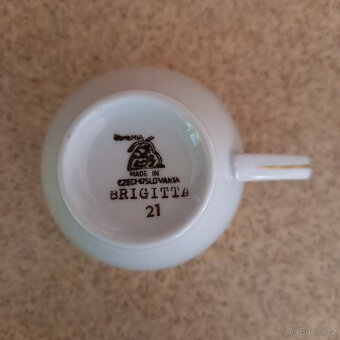 BOHEMIA
MADE IN
CZECHOSLOVAKIA
BRIGITTA
21